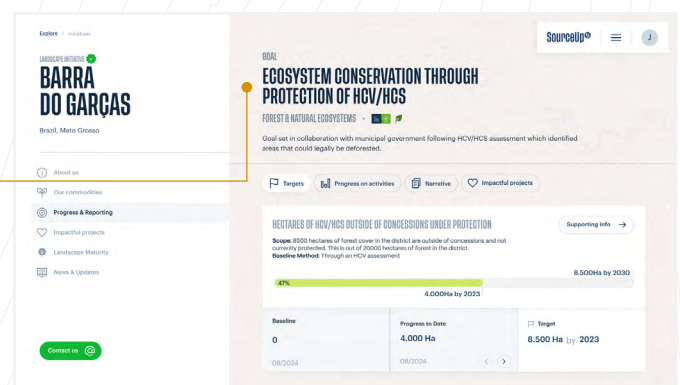 Explore / Initiatives
LANDSCAPE INITIATIVE
BARRA
DO GARÇAS
Brazil, Mato Grosso
About us
Our commodities
Progress & Reporting
Impactful projects
Landscape Maturity
News & Updates
Contact us
SourceUp
J
GOAL
ECOSYSTEM CONSERVATION THROUGH
PROTECTION OF HCV/HCS
FOREST & NATURAL ECOSYSTEMS
Goal set in collaboration with municipal government following HCV/HCS assessment which identified
areas that could legally be deforested.
Targets
Progress on activities
Narrative
Impactful projects
HECTARES OF HCV/HCS OUTSIDE OF CONCESSIONS UNDER PROTECTION
Supporting info →
Scope: 8500 hectares of forest cover in the district are outside of concessions and not
currently protected. This is out of 20000 hectares of forest in the district.
Baseline Method: Through an HCV assessment
8.500Ha by 2030
47%
4.000Ha by 2023
Baseline
0
08/2024
Progress to Date
4.000 Ha
08/2024
Target
8.500 Ha by 2023